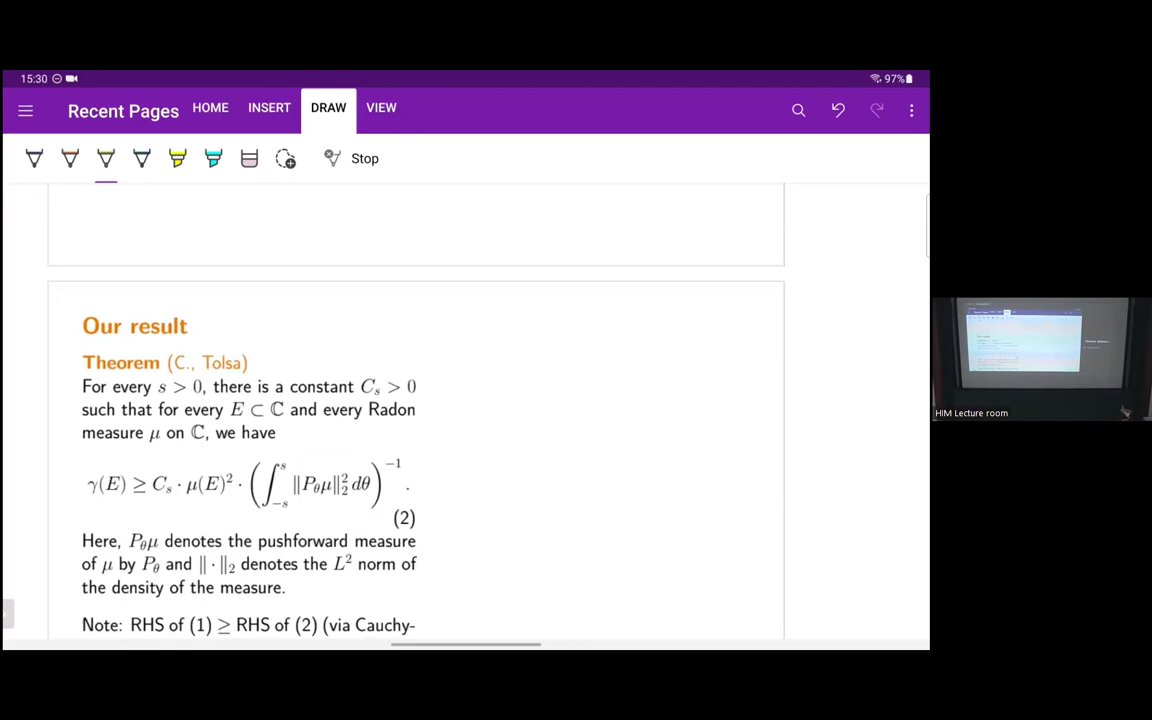 15:30
97%
Recent Pages HOME INSERT DRAW VIEW
Stop
Our result
Theorem (C., Tolsa)
For every s > 0, there is a constant C_s > 0
such that for every E ⊂ ℂ and every Radon
measure μ on ℂ, we have
γ(E) ≥ C_s · μ(E)² · (∫_{-s}^{s} ‖P_θμ‖₂² dθ)^{-1}.
(2)
Here, P_θμ denotes the pushforward measure
of μ by P_θ and ‖·‖₂ denotes the L² norm of
the density of the measure.
Note: RHS of (1) ≥ RHS of (2) (via Cauchy-
HIM Lecture room